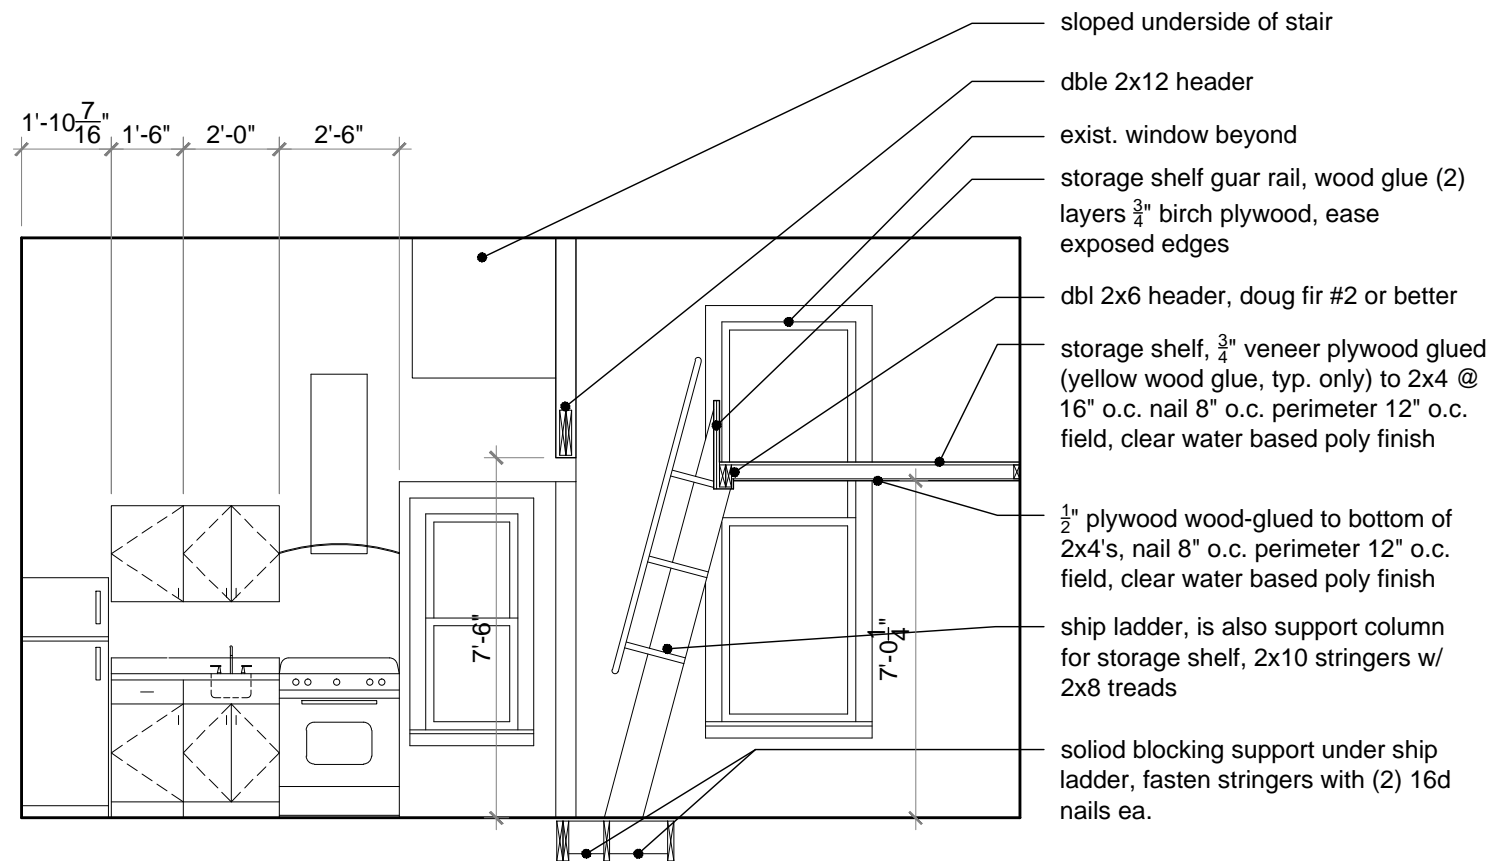 sloped underside of stair
dble 2x12 header
1'-10 7/16"
1'-6"
2'-0"
2'-6"
exist. window beyond
storage shelf guar rail, wood glue (2)
layers 3/4" birch plywood, ease
exposed edges
dbl 2x6 header, doug fir #2 or better
storage shelf, 3/4" veneer plywood glued
(yellow wood glue, typ. only) to 2x4 @
16" o.c. nail 8" o.c. perimeter 12" o.c.
field, clear water based poly finish
1/2" plywood wood-glued to bottom of
2x4's, nail 8" o.c. perimeter 12" o.c.
field, clear water based poly finish
7'-6"
7'-0 1/4"
ship ladder, is also support column
for storage shelf, 2x10 stringers w/
2x8 treads
soliod blocking support under ship
ladder, fasten stringers with (2) 16d
nails ea.